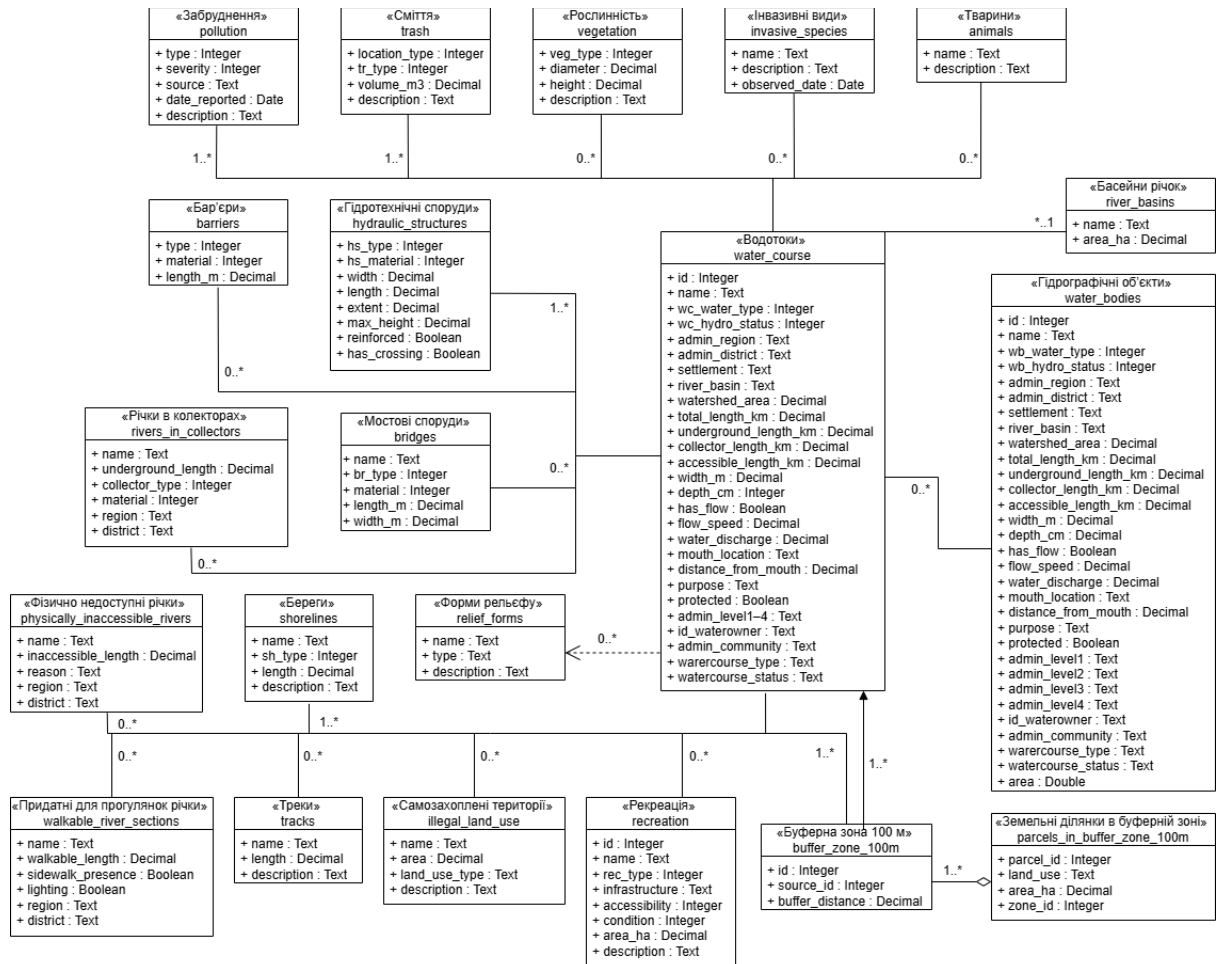 «Забруднення»
pollution
+ type : Integer
+ severity : Integer
+ source : Text
+ date_reported : Date
+ description : Text
«Сміття»
trash
+ location_type : Integer
+ tr_type : Integer
+ volume_m3 : Decimal
+ description : Text
«Рослинність»
vegetation
+ veg_type : Integer
+ diameter : Decimal
+ height : Decimal
+ description : Text
«Інвазивні види»
invasive_species
+ name : Text
+ description : Text
+ observed_date : Date
«Тварини»
animals
+ name : Text
+ description : Text
1..*
1..*
0..*
0..*
0..*
«Бар'єри»
barriers
+ type : Integer
+ material : Integer
+ length_m : Decimal
0..*
«Гідротехнічні споруди»
hydraulic_structures
+ hs_type : Integer
+ hs_material : Integer
+ width : Decimal
+ length : Decimal
+ extent : Decimal
+ max_height : Decimal
+ reinforced : Boolean
+ has_crossing : Boolean
1..*
«Водотоки»
water_course
+ id : Integer
+ name : Text
+ wc_water_type : Integer
+ wc_hydro_status : Integer
+ admin_region : Text
+ admin_district : Text
+ settlement : Text
+ river_basin : Text
+ watershed_area : Decimal
+ total_length_km : Decimal
+ underground_length_km : Decimal
+ collector_length_km : Decimal
+ accessible_length_km : Decimal
+ width_m : Decimal
+ depth_cm : Integer
+ has_flow : Boolean
+ flow_speed : Decimal
+ water_discharge : Decimal
+ mouth_location : Text
+ distance_from_mouth : Decimal
+ purpose : Text
+ protected : Boolean
+ admin_level1–4 : Text
+ id_waterowner : Text
+ admin_community : Text
+ warercourse_type : Text
+ watercourse_status : Text
«Басейни річок»
river_basins
+ name : Text
+ area_ha : Decimal
*..1
«Гідрографічні об'єкти»
water_bodies
+ id : Integer
+ name : Text
+ wb_water_type : Integer
+ wb_hydro_status : Integer
+ admin_region : Text
+ admin_district : Text
+ settlement : Text
+ river_basin : Text
+ watershed_area : Decimal
+ total_length_km : Decimal
+ underground_length_km : Decimal
+ collector_length_km : Decimal
+ accessible_length_km : Decimal
+ width_m : Decimal
+ depth_cm : Decimal
+ has_flow : Boolean
+ flow_speed : Decimal
+ water_discharge : Decimal
+ mouth_location : Text
+ distance_from_mouth : Decimal
+ purpose : Text
+ protected : Boolean
+ admin_level1 : Text
+ admin_level2 : Text
+ admin_level3 : Text
+ admin_level4 : Text
+ id_waterowner : Text
+ admin_community : Text
+ warercourse_type : Text
+ watercourse_status : Text
+ area : Double
0..*
«Річки в колекторах»
rivers_in_collectors
+ name : Text
+ underground_length : Decimal
+ collector_type : Integer
+ material : Integer
+ region : Text
+ district : Text
0..*
«Мостові споруди»
bridges
+ name : Text
+ br_type : Integer
+ material : Integer
+ length_m : Decimal
+ width_m : Decimal
0..*
«Фізично недоступні річки»
physically_inaccessible_rivers
+ name : Text
+ inaccessible_length : Decimal
+ reason : Text
+ region : Text
+ district : Text
0..*
«Береги»
shorelines
+ name : Text
+ sh_type : Integer
+ length : Decimal
+ description : Text
1..*
«Форми рельєфу»
relief_forms
+ name : Text
+ type : Text
+ description : Text
0..*
0..*
0..*
0..*
0..*
1..*
1..*
«Придатні для прогулянок річки»
walkable_river_sections
+ name : Text
+ walkable_length : Decimal
+ sidewalk_presence : Boolean
+ lighting : Boolean
+ region : Text
+ district : Text
«Треки»
tracks
+ name : Text
+ length : Decimal
+ description : Text
«Самозахоплені території»
illegal_land_use
+ name : Text
+ area : Decimal
+ land_use_type : Text
+ description : Text
«Рекреація»
recreation
+ id : Integer
+ name : Text
+ rec_type : Integer
+ infrastructure : Text
+ accessibility : Integer
+ condition : Integer
+ area_ha : Decimal
+ description : Text
«Буферна зона 100 м»
buffer_zone_100m
+ id : Integer
+ source_id : Integer
+ buffer_distance : Decimal
1..*
«Земельні ділянки в буферній зоні»
parcels_in_buffer_zone_100m
+ parcel_id : Integer
+ land_use : Text
+ area_ha : Decimal
+ zone_id : Integer